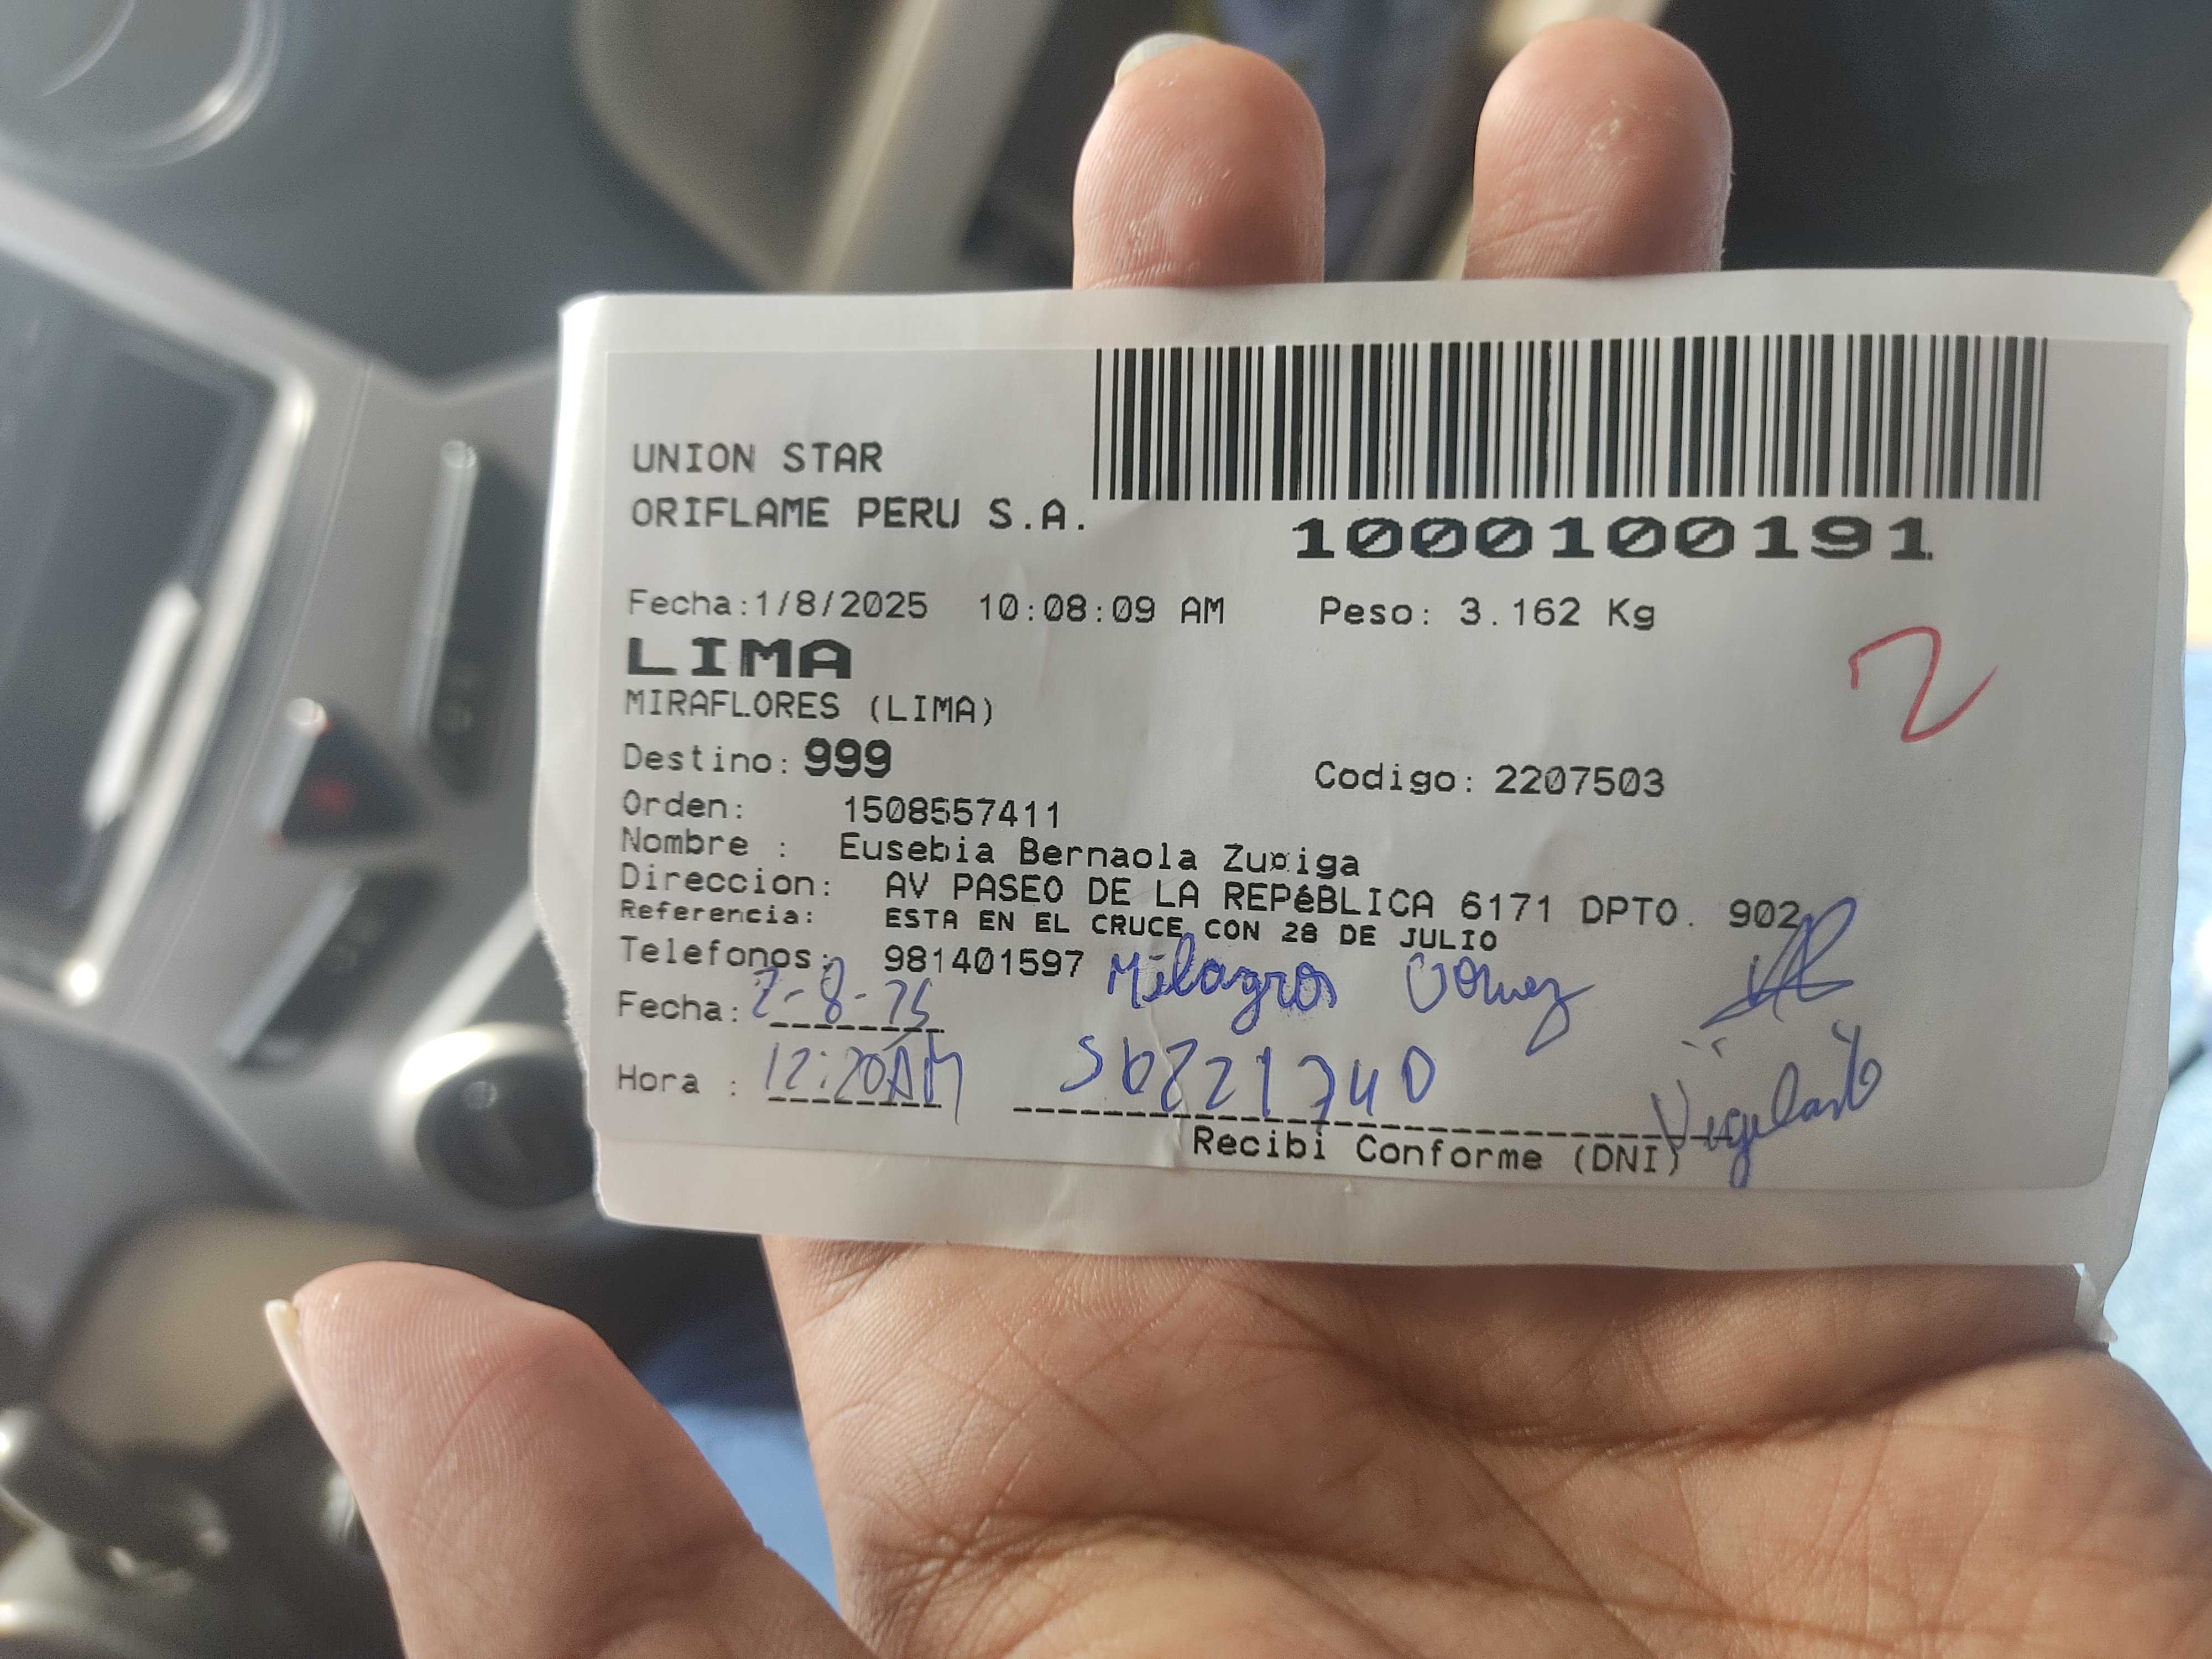 UNION STAR
ORIFLAME PERU S.A.
1000100191
Fecha:1/8/2025 10:08:09 AM Peso: 3.162 Kg
LIMA
2
MIRAFLORES (LIMA)
Destino: 999 Codigo: 2207503
Orden: 1508557411
Nombre : Eusebia Bernaola Zu¤iga
Direccion: AV PASEO DE LA REPéBLICA 6171 DPTO. 902
Referencia: ESTA EN EL CRUCE CON 28 DE JULIO
Telefonos: 981401597 Milagros
Fecha: 2-8-25
Hora : 12:20AM
Vigilante
Recibi Conforme (DNI)